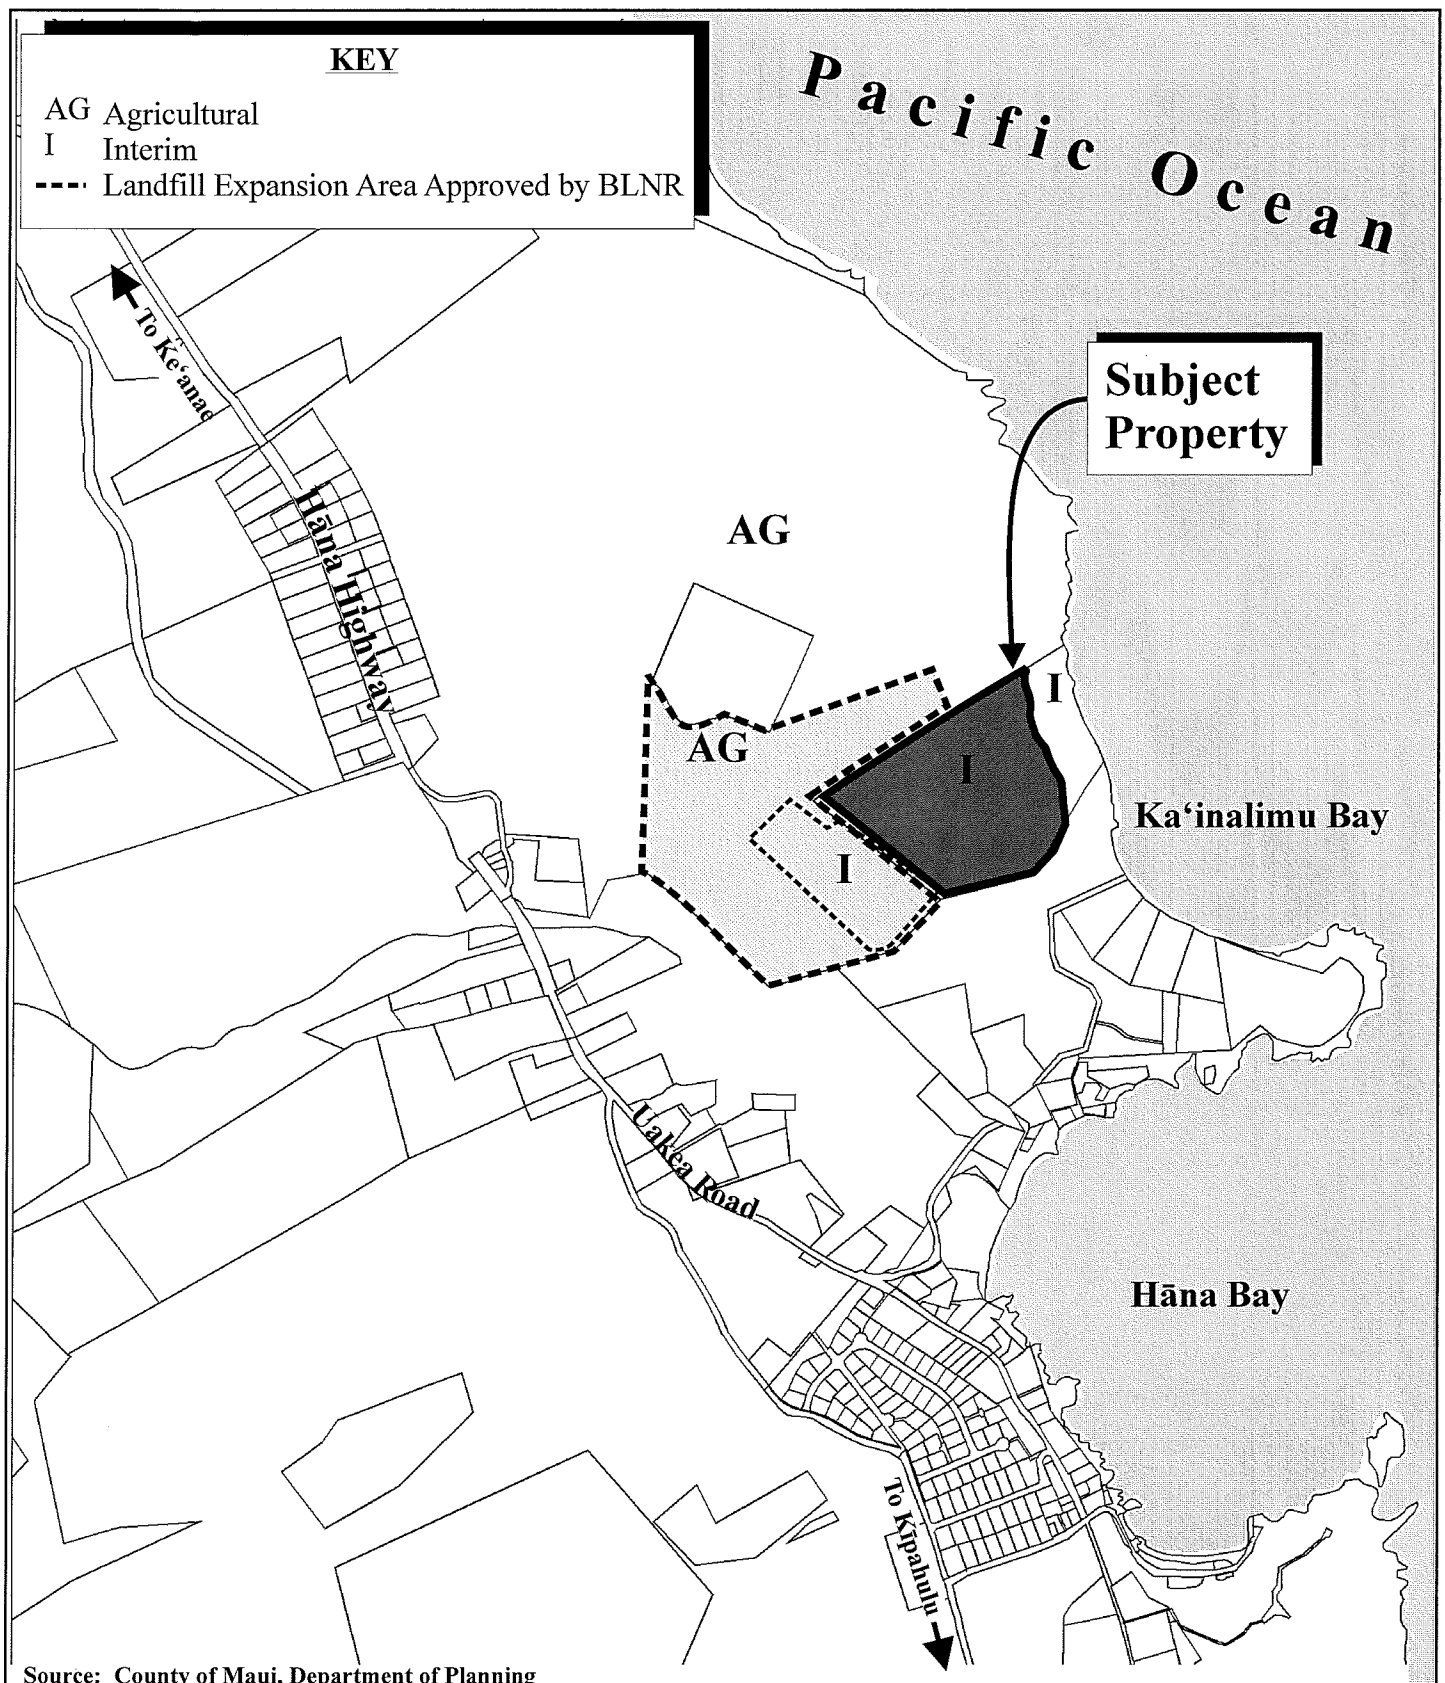 KEY
AG Agricultural
I Interim
Landfill Expansion Area Approved by BLNR
Pacific Ocean
To Ke‘anae
Subject
Property
Hāna Highway
AG
I
AG
I
Ka‘inalimu Bay
I
Uakea Road
Hāna Bay
To Kīpahulu
Source: County of Maui, Department of Planning